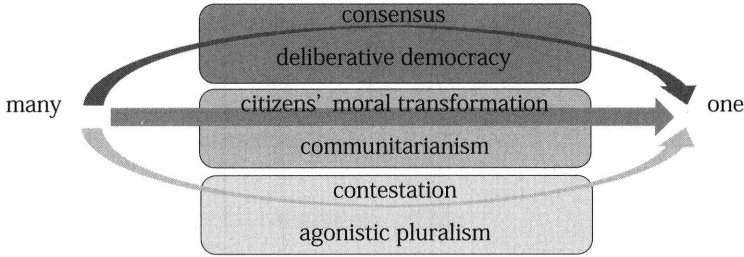 consensus
deliberative democracy
many
citizens' moral transformation
one
communitarianism
contestation
agonistic pluralism